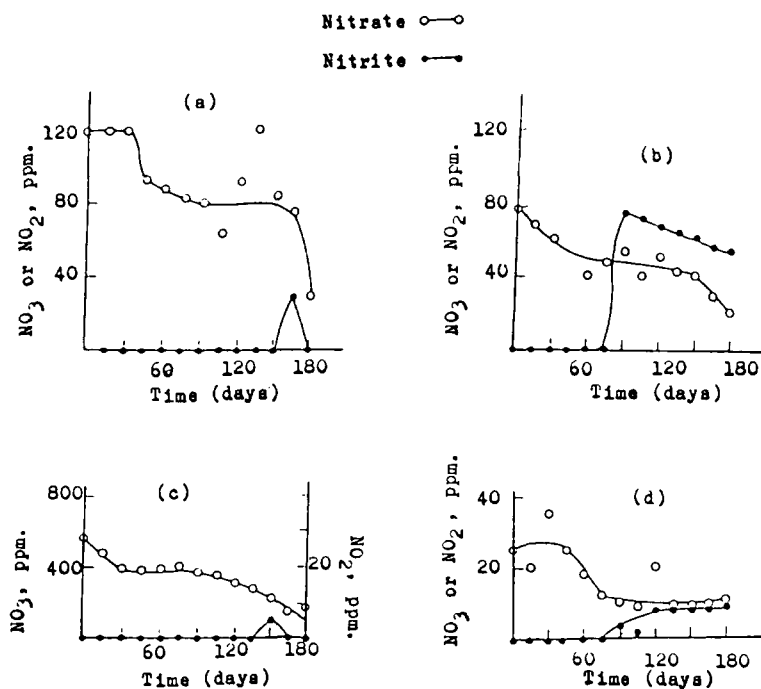 Nitrate
Nitrite
(a)
NO3 or NO2, ppm.
120
80
40
60
120
180
Time (days)
(b)
NO3 or NO2, ppm.
120
80
40
60
120
180
Time (days)
(c)
NO3, ppm.
800
400
NO2, ppm.
20
60
120
180
Time (days)
(d)
NO3 or NO2, ppm.
40
20
60
120
180
Time (days)